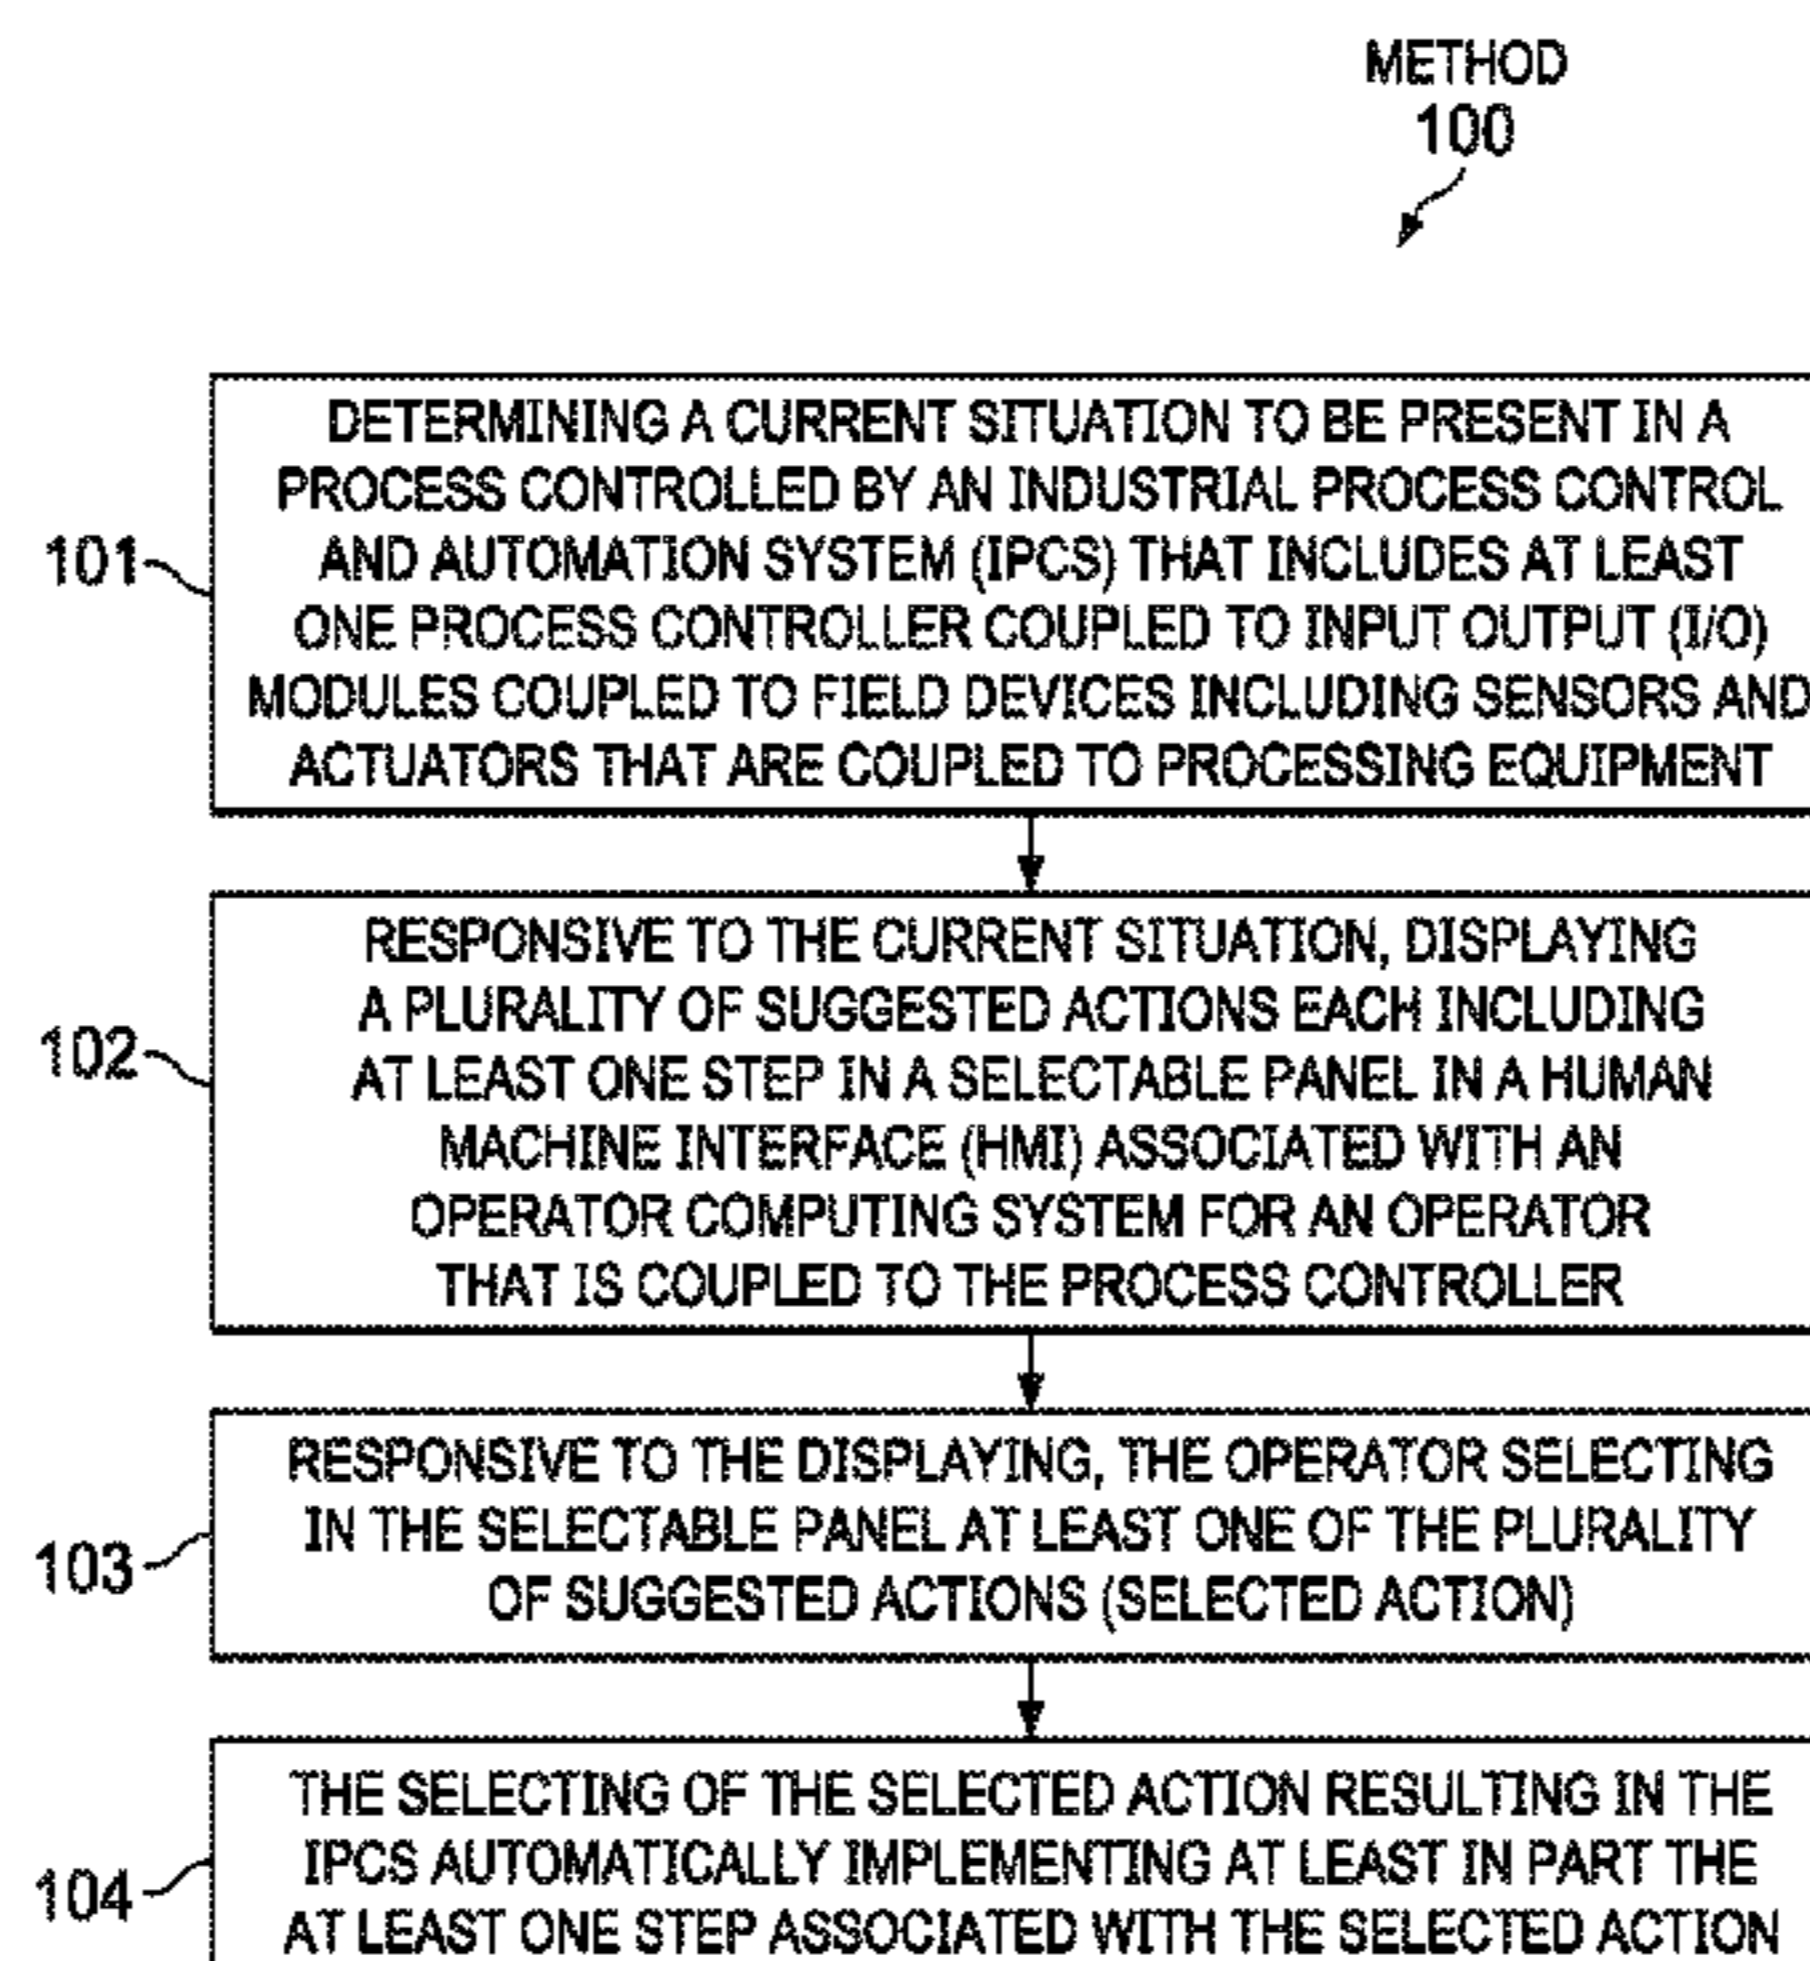 METHOD
100
DETERMINING A CURRENT SITUATION TO BE PRESENT IN A
PROCESS CONTROLLED BY AN INDUSTRIAL PROCESS CONTROL
101 AND AUTOMATION SYSTEM (IPCS) THAT INCLUDES AT LEAST
ONE PROCESS CONTROLLER COUPLED TO INPUT OUTPUT (I/O)
MODULES COUPLED TO FIELD DEVICES INCLUDING SENSORS AND
ACTUATORS THAT ARE COUPLED TO PROCESSING EQUIPMENT
RESPONSIVE TO THE CURRENT SITUATION, DISPLAYING
A PLURALITY OF SUGGESTED ACTIONS EACH INCLUDING
102 AT LEAST ONE STEP IN A SELECTABLE PANEL IN A HUMAN
MACHINE INTERFACE (HMI) ASSOCIATED WITH AN
OPERATOR COMPUTING SYSTEM FOR AN OPERATOR
THAT IS COUPLED TO THE PROCESS CONTROLLER
RESPONSIVE TO THE DISPLAYING, THE OPERATOR SELECTING
IN THE SELECTABLE PANEL AT LEAST ONE OF THE PLURALITY
103 OF SUGGESTED ACTIONS (SELECTED ACTION)
THE SELECTING OF THE SELECTED ACTION RESULTING IN THE
IPCS AUTOMATICALLY IMPLEMENTING AT LEAST IN PART THE
104 AT LEAST ONE STEP ASSOCIATED WITH THE SELECTED ACTION